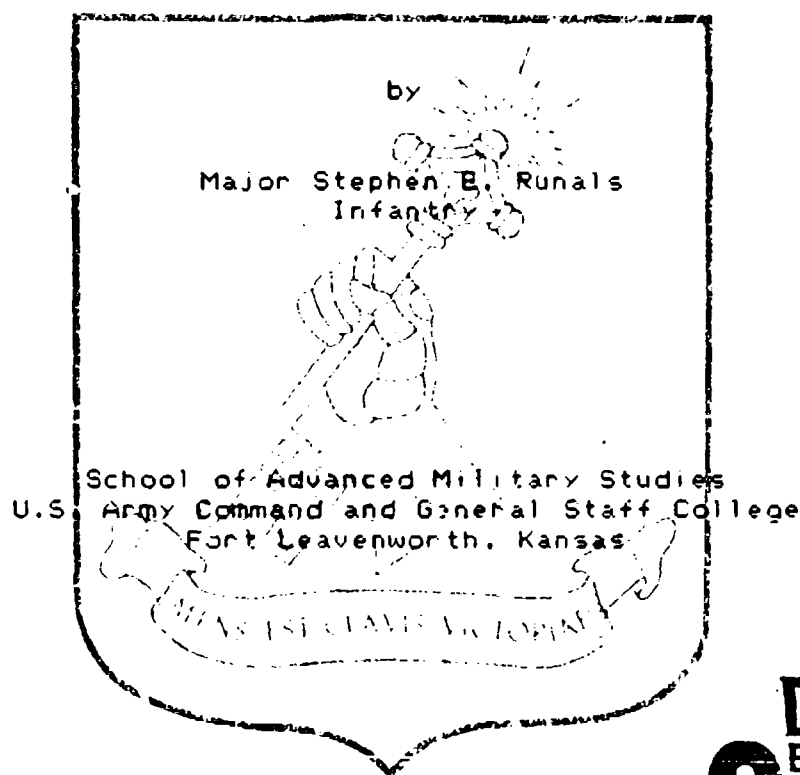 by
Major Stephen E. Runals
Infantry
School of Advanced Military Studies
U.S. Army Command and General Staff College
Fort Leavenworth, Kansas